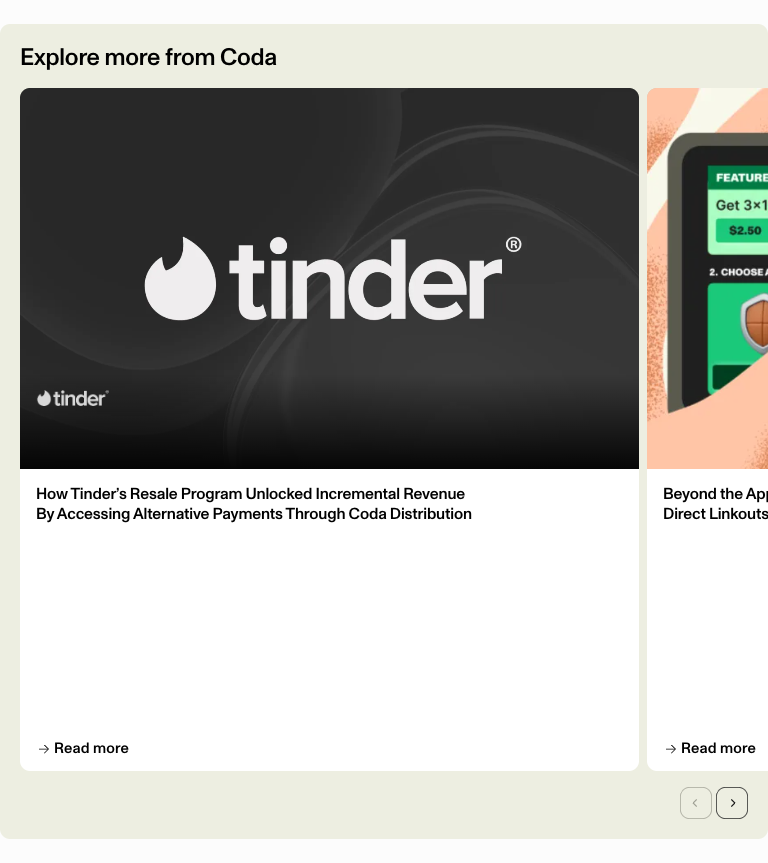 Explore more from Coda
tinder®
tinder
How Tinder’s Resale Program Unlocked Incremental Revenue
By Accessing Alternative Payments Through Coda Distribution
Read more
FEATURE
Get 3×1
$2.50
2. CHOOSE A
Beyond the App
Direct Linkouts
Read more